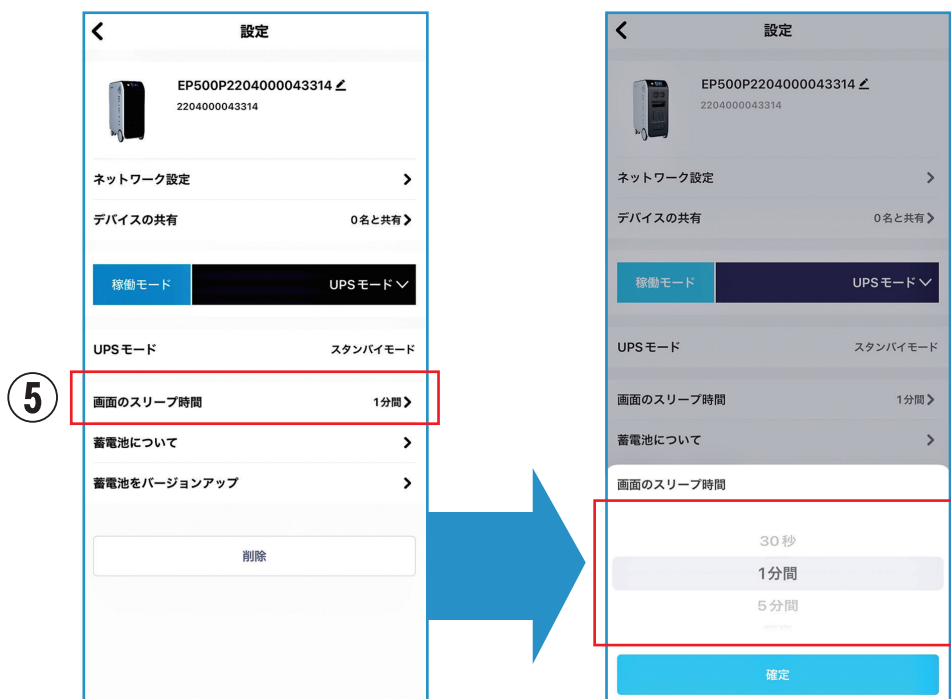 設定
EP500P2204000043314
2204000043314
ネットワーク設定
デバイスの共有 0名と共有
稼働モード UPSモード
UPSモード スタンバイモード
⑤
画面のスリープ時間 1分間
蓄電池について
蓄電池をバージョンアップ
削除
設定
EP500P2204000043314
2204000043314
ネットワーク設定
デバイスの共有 0名と共有
稼働モード UPSモード
UPSモード スタンバイモード
画面のスリープ時間 1分間
蓄電池について
画面のスリープ時間
30秒
1分間
5分間
確定